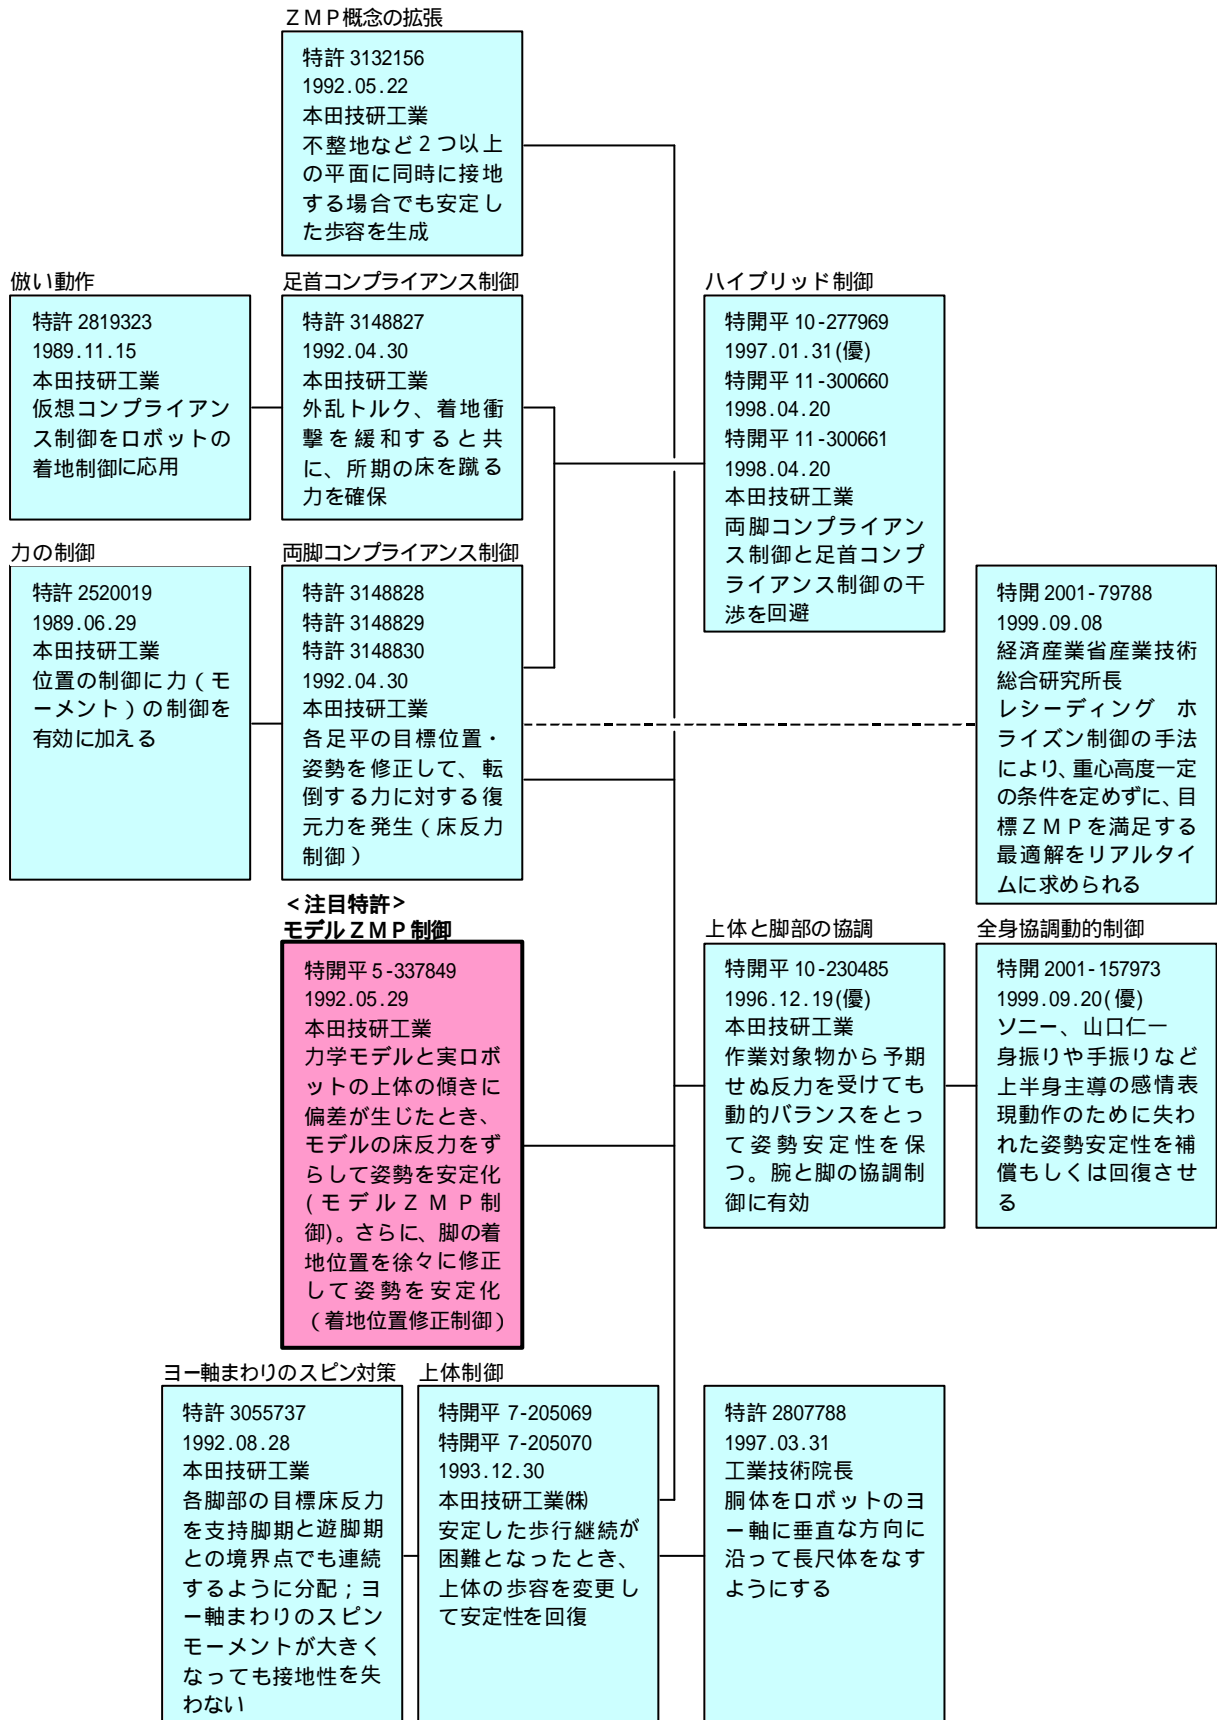 ＺＭＰ概念の拡張
特許 3132156
1992.05.22
本田技研工業
不整地など２つ以上
の平面に同時に接地
する場合でも安定し
た歩容を生成
倣い動作
特許 2819323
1989.11.15
本田技研工業
仮想コンプライアン
ス制御をロボットの
着地制御に応用
足首コンプライアンス制御
特許 3148827
1992.04.30
本田技研工業
外乱トルク、着地衝
撃を緩和すると共
に、所期の床を蹴る
力を確保
ハイブリッド制御
特開平 10-277969
1997.01.31(優)
特開平 11-300660
1998.04.20
特開平 11-300661
1998.04.20
本田技研工業
両脚コンプライアン
ス制御と足首コンプ
ライアンス制御の干
渉を回避
力の制御
特許 2520019
1989.06.29
本田技研工業
位置の制御に力（モ
ーメント）の制御を
有効に加える
両脚コンプライアンス制御
特許 3148828
特許 3148829
特許 3148830
1992.04.30
本田技研工業
各足平の目標位置・
姿勢を修正して、転
倒する力に対する復
元力を発生（床反力
制御）
特開 2001-79788
1999.09.08
経済産業省産業技術
総合研究所長
レシーディング　ホ
ライズン制御の手法
により、重心高度一定
の条件を定めずに、目
標ＺＭＰを満足する
最適解をリアルタイ
ムに求められる
＜注目特許＞
モデルＺＭＰ制御
特開平 5-337849
1992.05.29
本田技研工業
力学モデルと実ロボ
ットの上体の傾きに
偏差が生じたとき、
モデルの床反力をず
らして姿勢を安定化
(モデルＺＭＰ制
御)。さらに、脚の着
地位置を徐々に修正
して姿勢を安定化
（着地位置修正制御）
上体と脚部の協調
特開平 10-230485
1996.12.19(優)
本田技研工業
作業対象物から予期
せぬ反力を受けても
動的バランスをとっ
て姿勢安定性を保
つ。腕と脚の協調制
御に有効
全身協調動的制御
特開 2001-157973
1999.09.20(優)
ソニー、山口仁一
身振りや手振りなど
上半身主導の感情表
現動作のために失わ
れた姿勢安定性を補
償もしくは回復させ
る
ヨー軸まわりのスピン対策
特許 3055737
1992.08.28
本田技研工業
各脚部の目標床反力
を支持脚期と遊脚期
との境界点でも連続
するように分配；ヨ
ー軸まわりのスピン
モーメントが大きく
なっても接地性を失
わない
上体制御
特開平 7-205069
特開平 7-205070
1993.12.30
本田技研工業㈱
安定した歩行継続が
困難となったとき、
上体の歩容を変更し
て安定性を回復
特許 2807788
1997.03.31
工業技術院長
胴体をロボットのヨ
ー軸に垂直な方向に
沿って長尺体をなす
ようにする